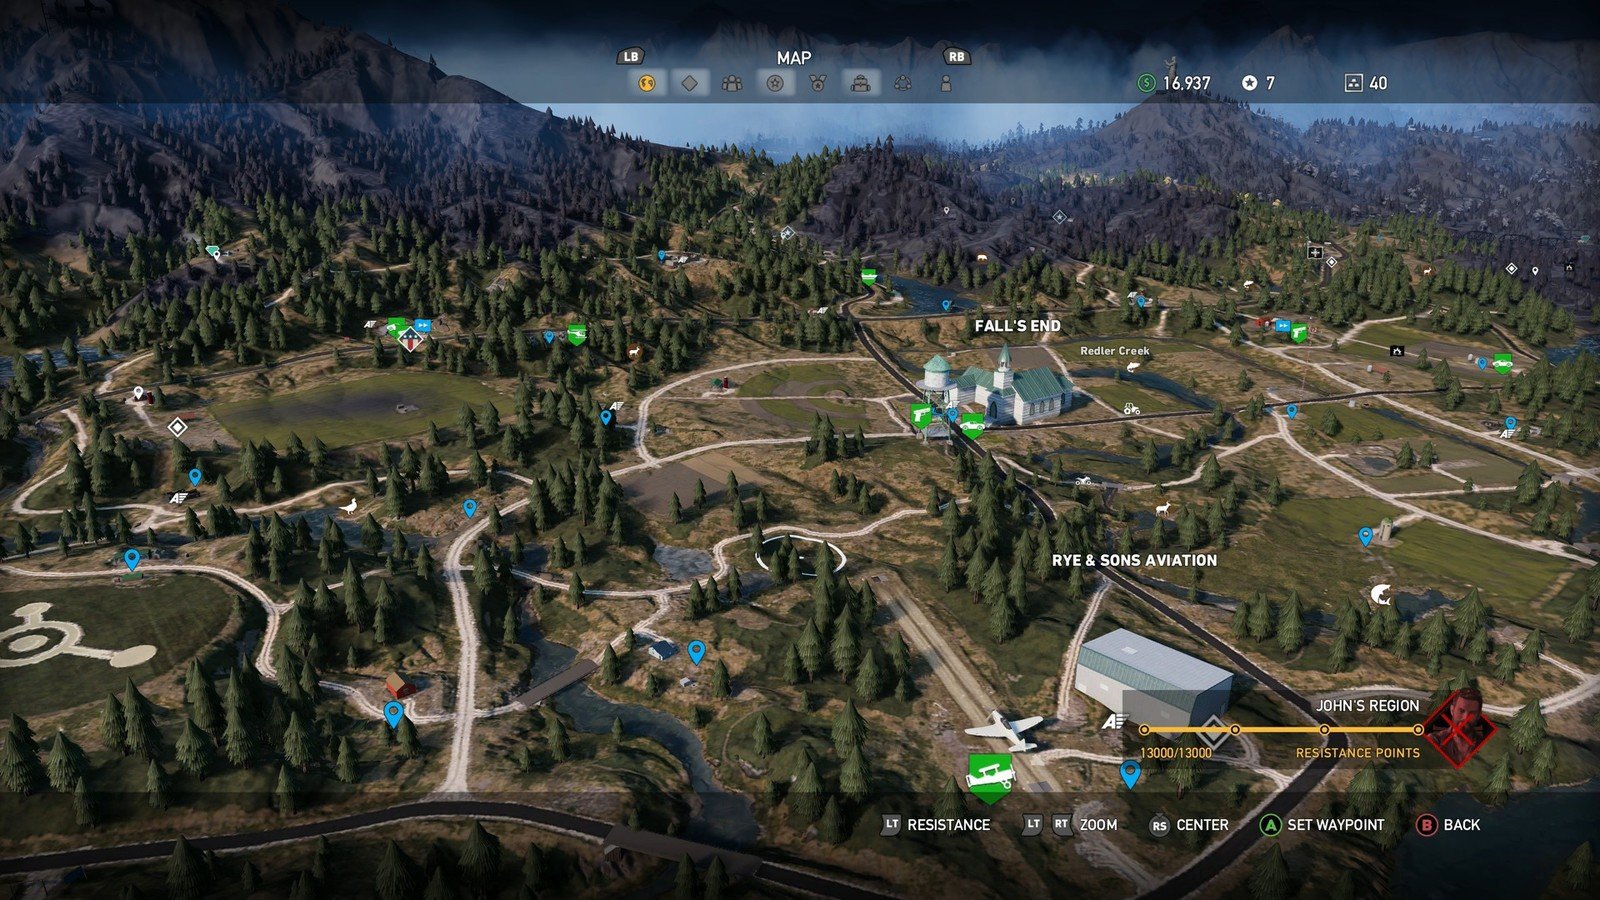 LB
MAP
RB
16,937
7
40
FALL'S END
Redler Creek
RYE & SONS AVIATION
JOHN'S REGION
13000/13000
RESISTANCE POINTS
LT RESISTANCE
LT RT ZOOM
RS CENTER
A SET WAYPOINT
B BACK